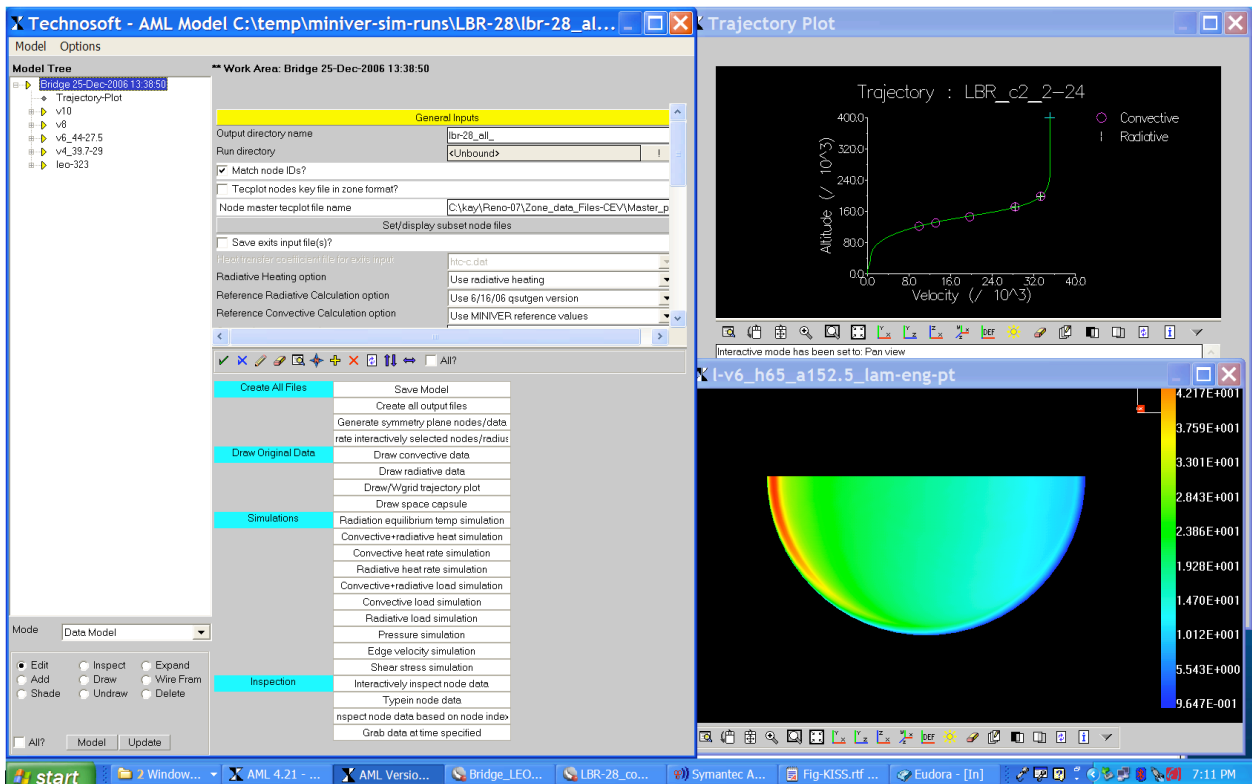 Technosoft - AML Model C:\temp\miniver-sim-runs\LBR-28\lbr-28_al...
Model Options
Model Tree
Bridge 25-Dec-2006 13:38:50
Trajectory-Plot
v10
v8
v6_44-27.5
v4_39.7-29
leo-323
Mode
Data Model
Edit Inspect Expand
Add Draw Wire Fram
Shade Undraw Delete
All? Model Update
** Work Area: Bridge 25-Dec-2006 13:38:50
General Inputs
Output directory name lbr-28_all_
Run directory <Unbound> !
Match node IDs?
Tecplot nodes key file in zone format?
Node master tecplot file name C:\kay\Reno-07\Zone_data_Files-CEV\Master_p
Set/display subset node files
Save exits input file(s)?
Heat transfer coefficient file for exits input htc-c.dat
Radiative Heating option Use radiative heating
Reference Radiative Calculation option Use 6/16/06 qsutgen version
Reference Convective Calculation option Use MINIVER reference values
All?
Create All Files Save Model
Create all output files
Generate symmetry plane nodes/data
rate interactively selected nodes/radius
Draw Original Data Draw convective data
Draw radiative data
Draw/Wgrid trajectory plot
Draw space capsule
Simulations Radiation equilibrium temp simulation
Convective+radiative heat simulation
Convective heat rate simulation
Radiative heat rate simulation
Convective+radiative load simulation
Convective load simulation
Radiative load simulation
Pressure simulation
Edge velocity simulation
Shear stress simulation
Inspection Interactively inspect node data
Typein node data
nspect node data based on node index
Grab data at time specified
Trajectory Plot
Trajectory : LBR_c2_2-24
Convective
Radiative
Altitude (/ 10^3)
400.0
320.0
240.0
160.0
80.0
0.0
0.0 8.0 16.0 24.0 32.0 40.0
Velocity (/ 10^3)
DEF
Interactive mode has been set to: Pan view
l-v6_h65_a152.5_lam-eng-pt
4.217E+001
3.759E+001
3.301E+001
2.843E+001
2.386E+001
1.928E+001
1.470E+001
1.012E+001
5.543E+000
9.647E-001
DEF
start 2 Window... AML 4.21 - ... AML Versio... Bridge_LEO... LBR-28_co... Symantec A... Fig-KISS.rtf ... Eudora - [In] 7:11 PM